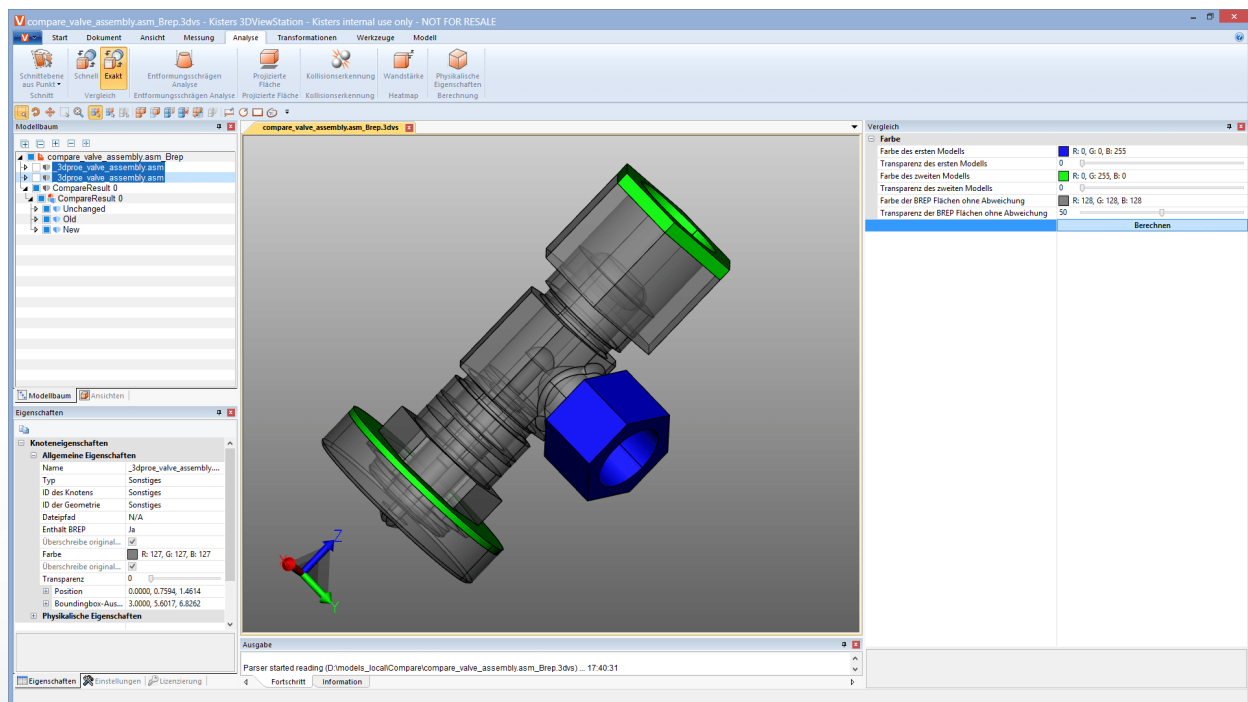 compare_valve_assembly.asm_Brep.3dvs - Kisters 3DViewStation - Kisters internal use only - NOT FOR RESALE
Start Dokument Ansicht Messung Analyse Transformationen Werkzeuge Modell
Schnittebene aus Punkt
Schnell
Exakt
Entformungsschrägen Analyse
Projizierte Fläche
Kollisionserkennung
Wandstärke
Physikalische Eigenschaften
Schnitt Vergleich Entformungsschrägen Analyse Projizierte Fläche Kollisionserkennung Heatmap Berechnung
Modellbaum
compare_valve_assembly.asm_Brep
_3dproe_valve_assembly.asm
_3dproe_valve_assembly.asm
CompareResult 0
CompareResult 0
Unchanged
Old
New
Modellbaum Ansichten
Eigenschaften
Knoteneigenschaften
Allgemeine Eigenschaften
Name _3dproe_valve_assembly....
Typ Sonstiges
ID des Knotens Sonstiges
ID der Geometrie Sonstiges
Dateipfad N/A
Enthält BREP Ja
Überschreibe original...
Farbe R: 127, G: 127, B: 127
Überschreibe original...
Transparenz 0
Position 0.0000, 0.7594, 1.4614
Boundingbox-Aus... 3.0000, 5.6017, 6.8262
Physikalische Eigenschaften
Eigenschaften Einstellungen Lizenzierung
compare_valve_assembly.asm_Brep.3dvs
Z
Y
Ausgabe
Parser started reading (D:\models_local\Compare\compare_valve_assembly.asm_Brep.3dvs) ... 17:40:31
Fortschritt Information
Vergleich
Farbe
Farbe des ersten Modells R: 0, G: 0, B: 255
Transparenz des ersten Modells 0
Farbe des zweiten Modells R: 0, G: 255, B: 0
Transparenz des zweiten Modells 0
Farbe der BREP Flächen ohne Abweichung R: 128, G: 128, B: 128
Transparenz der BREP Flächen ohne Abweichung 50
Berechnen